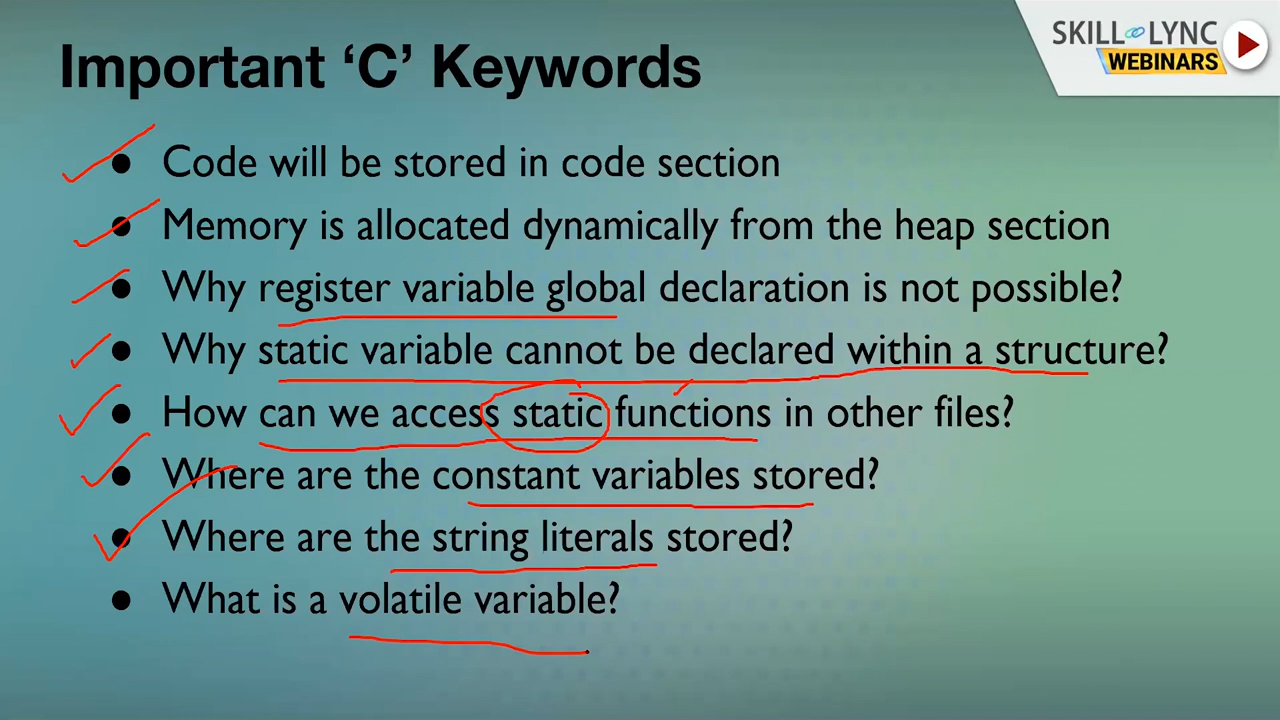 Important ‘C’ Keywords
SKILL LYNC
WEBINARS
● Code will be stored in code section
● Memory is allocated dynamically from the heap section
● Why register variable global declaration is not possible?
● Why static variable cannot be declared within a structure?
● How can we access static functions in other files?
● Where are the constant variables stored?
● Where are the string literals stored?
● What is a volatile variable?